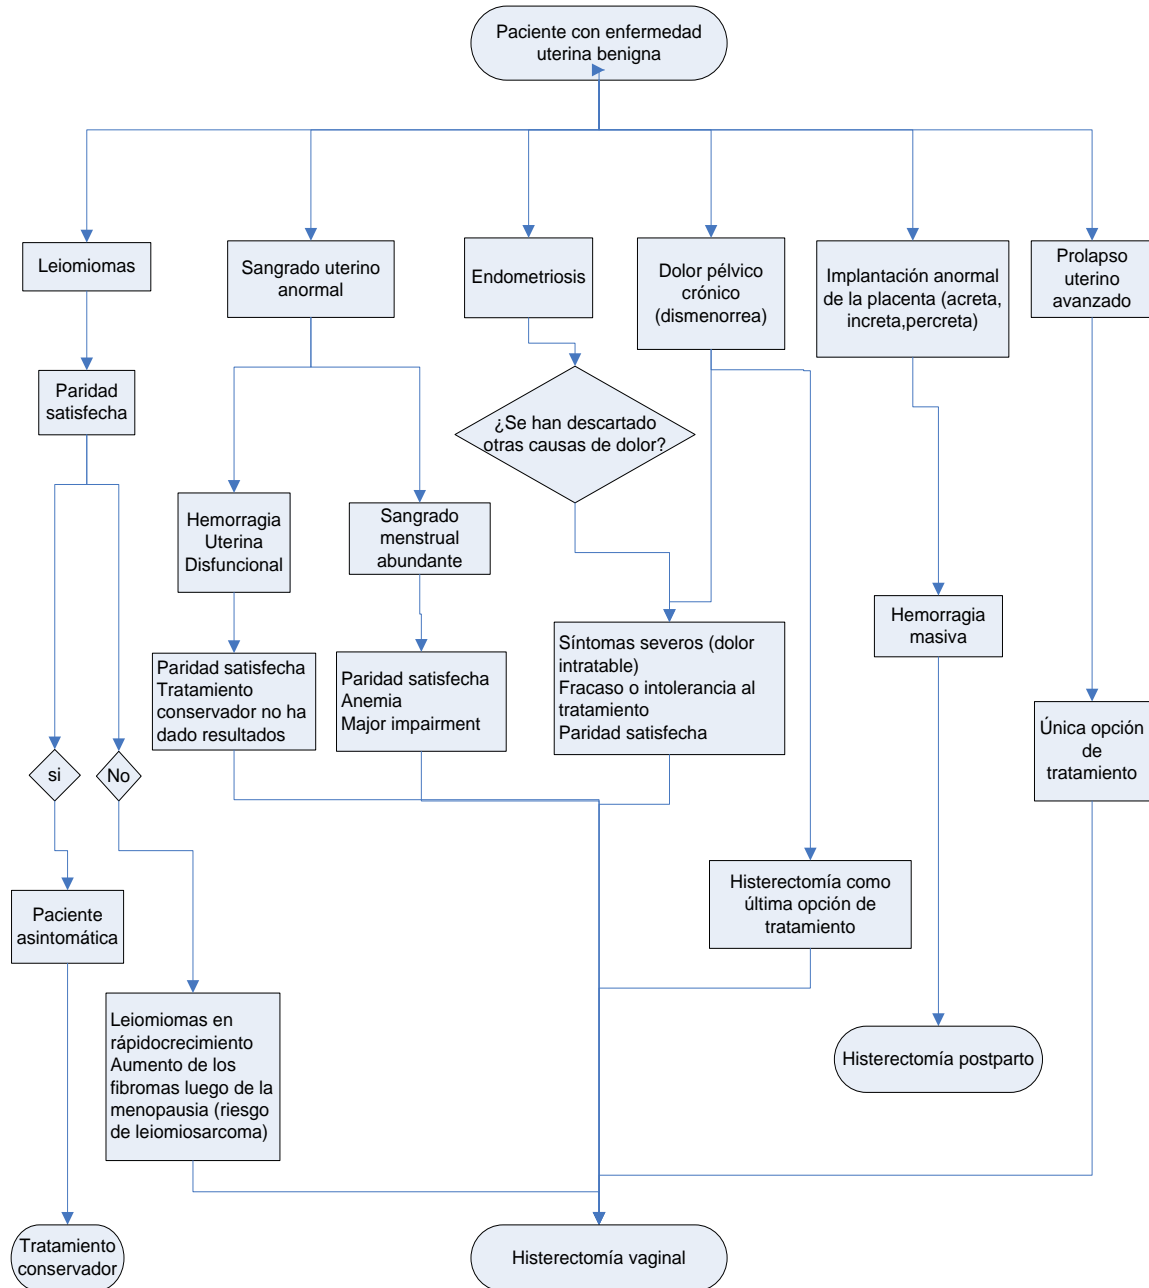 Paciente con enfermedad
uterina benigna
Leiomiomas
Sangrado uterino
anormal
Endometriosis
Dolor pélvico
crónico
(dismenorrea)
Implantación anormal
de la placenta (acreta,
increta,percreta)
Prolapso
uterino
avanzado
Paridad
satisfecha
¿Se han descartado
otras causas de dolor?
Hemorragia
Uterina
Disfuncional
Sangrado
menstrual
abundante
Hemorragia
masiva
Paridad satisfecha
Tratamiento
conservador no ha
dado resultados
Paridad satisfecha
Anemia
Major impairment
Síntomas severos (dolor
intratable)
Fracaso o intolerancia al
tratamiento
Paridad satisfecha
Única opción
de
tratamiento
si
No
Paciente
asintomática
Histerectomía como
última opción de
tratamiento
Leiomiomas en
rápidocrecimiento
Aumento de los
fibromas luego de la
menopausia (riesgo
de leiomiosarcoma)
Histerectomía postparto
Tratamiento
conservador
Histerectomía vaginal